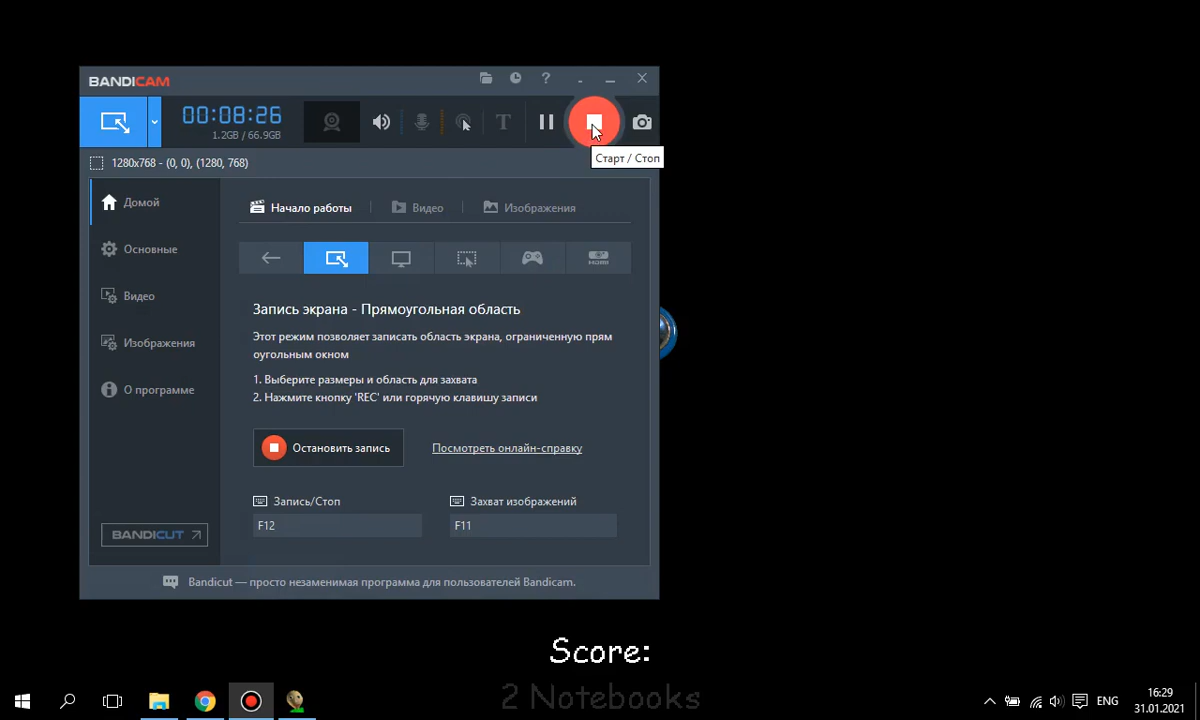 BANDICAM
00:08:26
1.2GB / 66.9GB
T
Старт / Стоп
1280x768 - (0, 0), (1280, 768)
Домой
Основные
Видео
Изображения
О программе
BANDICUT
Начало работы
Видео
Изображения
HDMI
Запись экрана - Прямоугольная область
Этот режим позволяет записать область экрана, ограниченную прям
оугольным окном
1. Выберите размеры и область для захвата
2. Нажмите кнопку 'REC' или горячую клавишу записи
Остановить запись
Посмотреть онлайн-справку
Запись/Стоп
Захват изображений
F12
F11
Bandicut — просто незаменимая программа для пользователей Bandicam.
Score:
2 Notebooks
ENG
16:29
31.01.2021